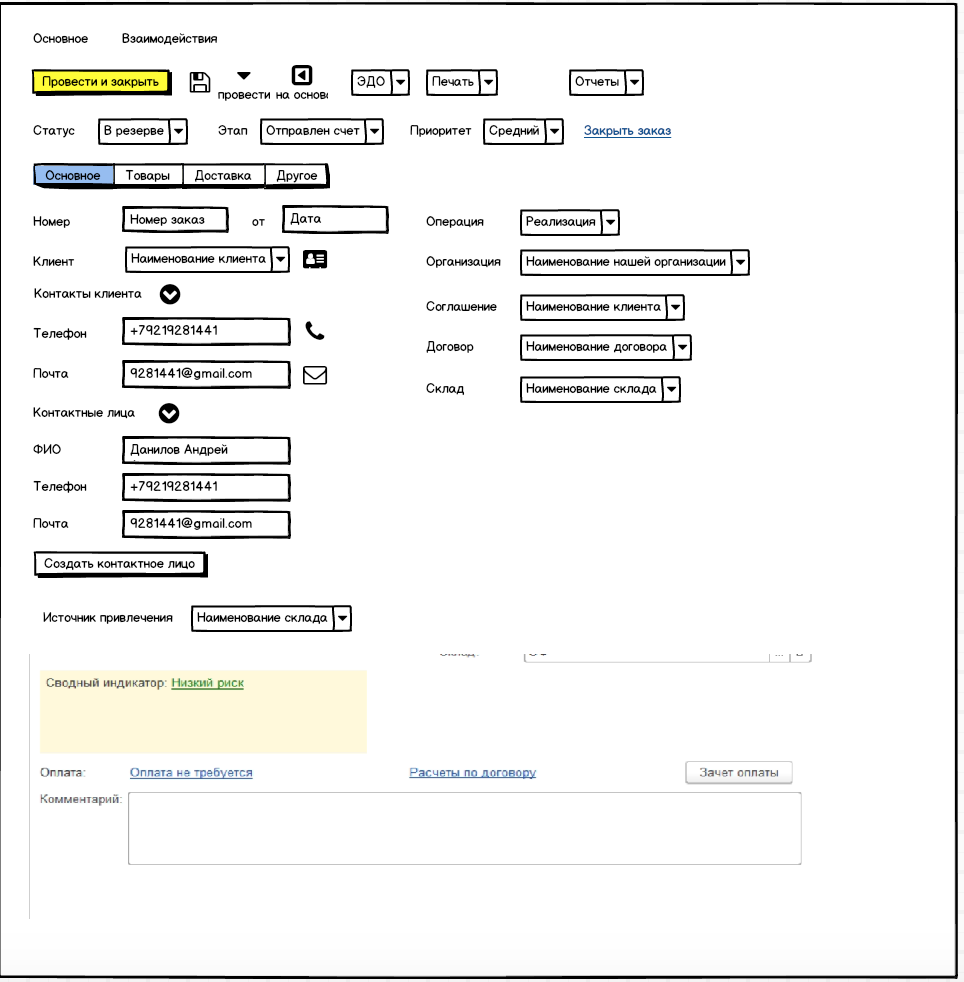 Основное Взаимодействия
Провести и закрыть ЭДО Печать Отчеты
провести на основ
Статус В резерве Этап Отправлен счет Приоритет Средний Закрыть заказ
Основное Товары Доставка Другое
Номер Номер заказ от Дата Операция Реализация
Клиент Наименование клиента Организация Наименование нашей организации
Контакты клиента
Соглашение Наименование клиента
Телефон +79219281441
Договор Наименование договора
Почта 9281441@gmail.com
Склад Наименование склада
Контактные лица
ФИО Данилов Андрей
Телефон +79219281441
Почта 9281441@gmail.com
Создать контактное лицо
Источник привлечения Наименование склада
Сводный индикатор: Низкий риск
Оплата: Оплата не требуется Расчеты по договору Зачет оплаты
Комментарий: